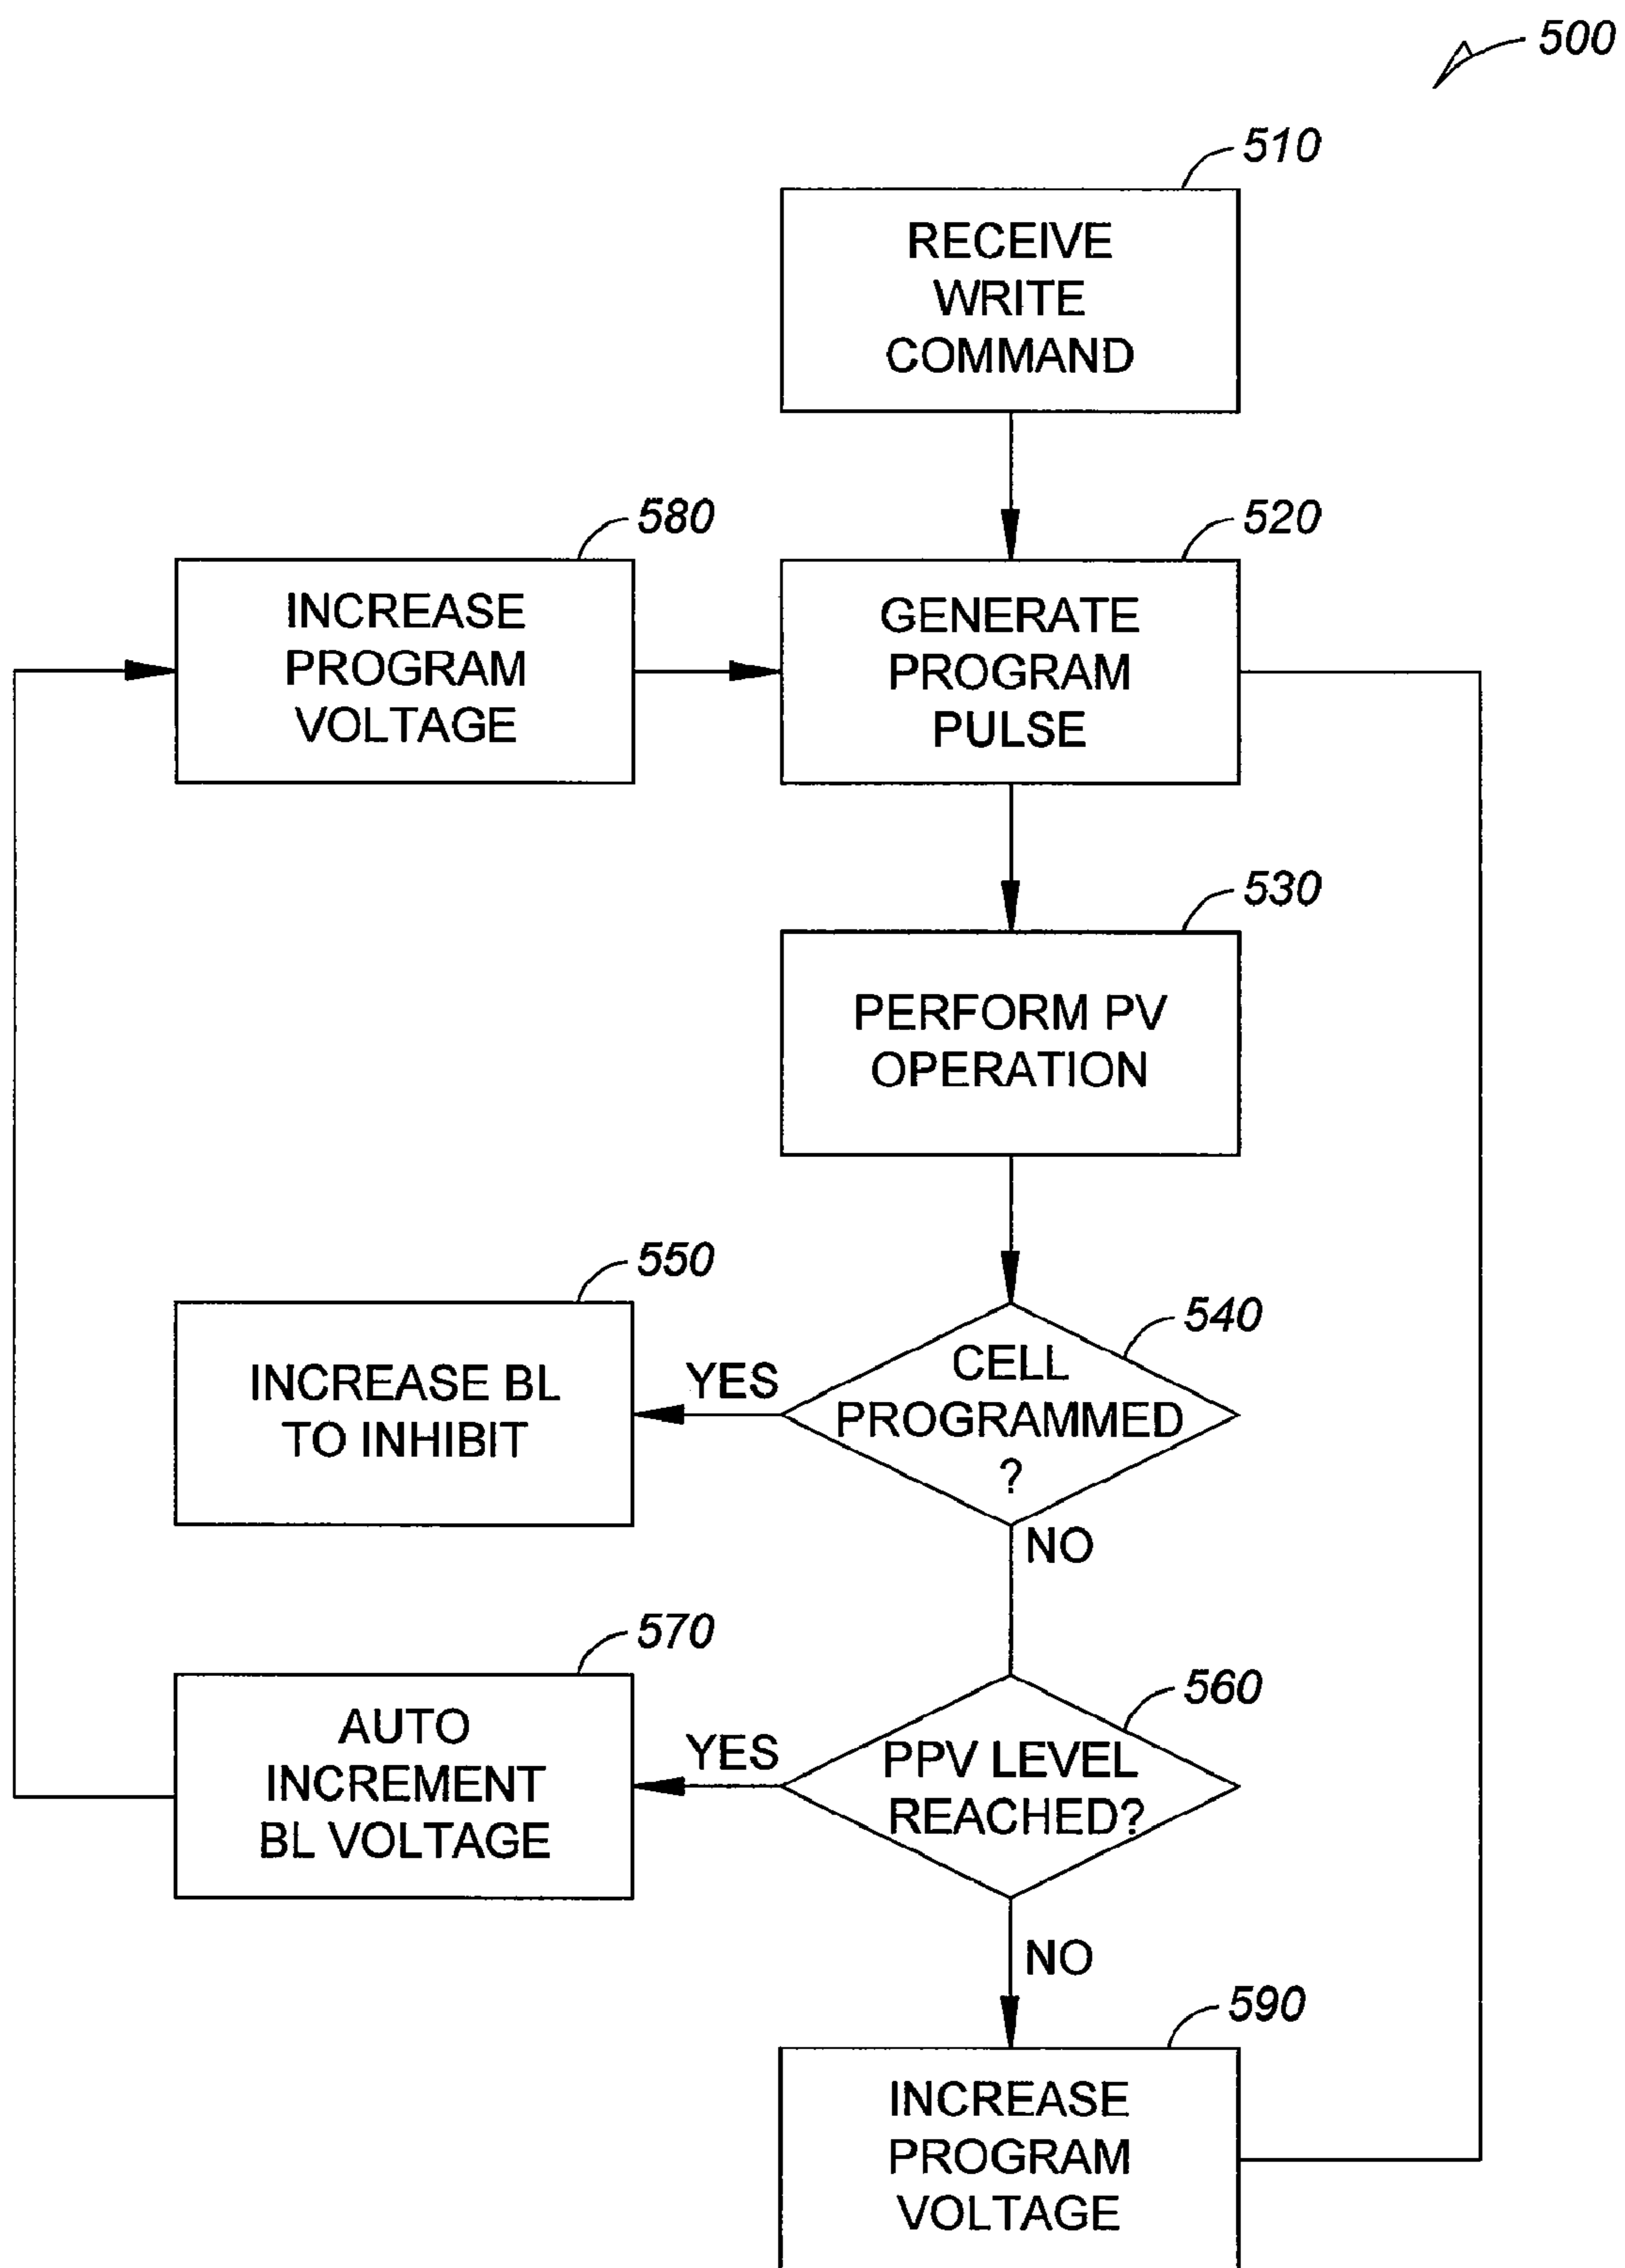 500
510
RECEIVE
WRITE
COMMAND
580
INCREASE
PROGRAM
VOLTAGE
520
GENERATE
PROGRAM
PULSE
530
PERFORM PV
OPERATION
550
INCREASE BL
TO INHIBIT
YES
540
CELL
PROGRAMMED
?
NO
570
AUTO
INCREMENT
BL VOLTAGE
YES
560
PPV LEVEL
REACHED?
NO
590
INCREASE
PROGRAM
VOLTAGE